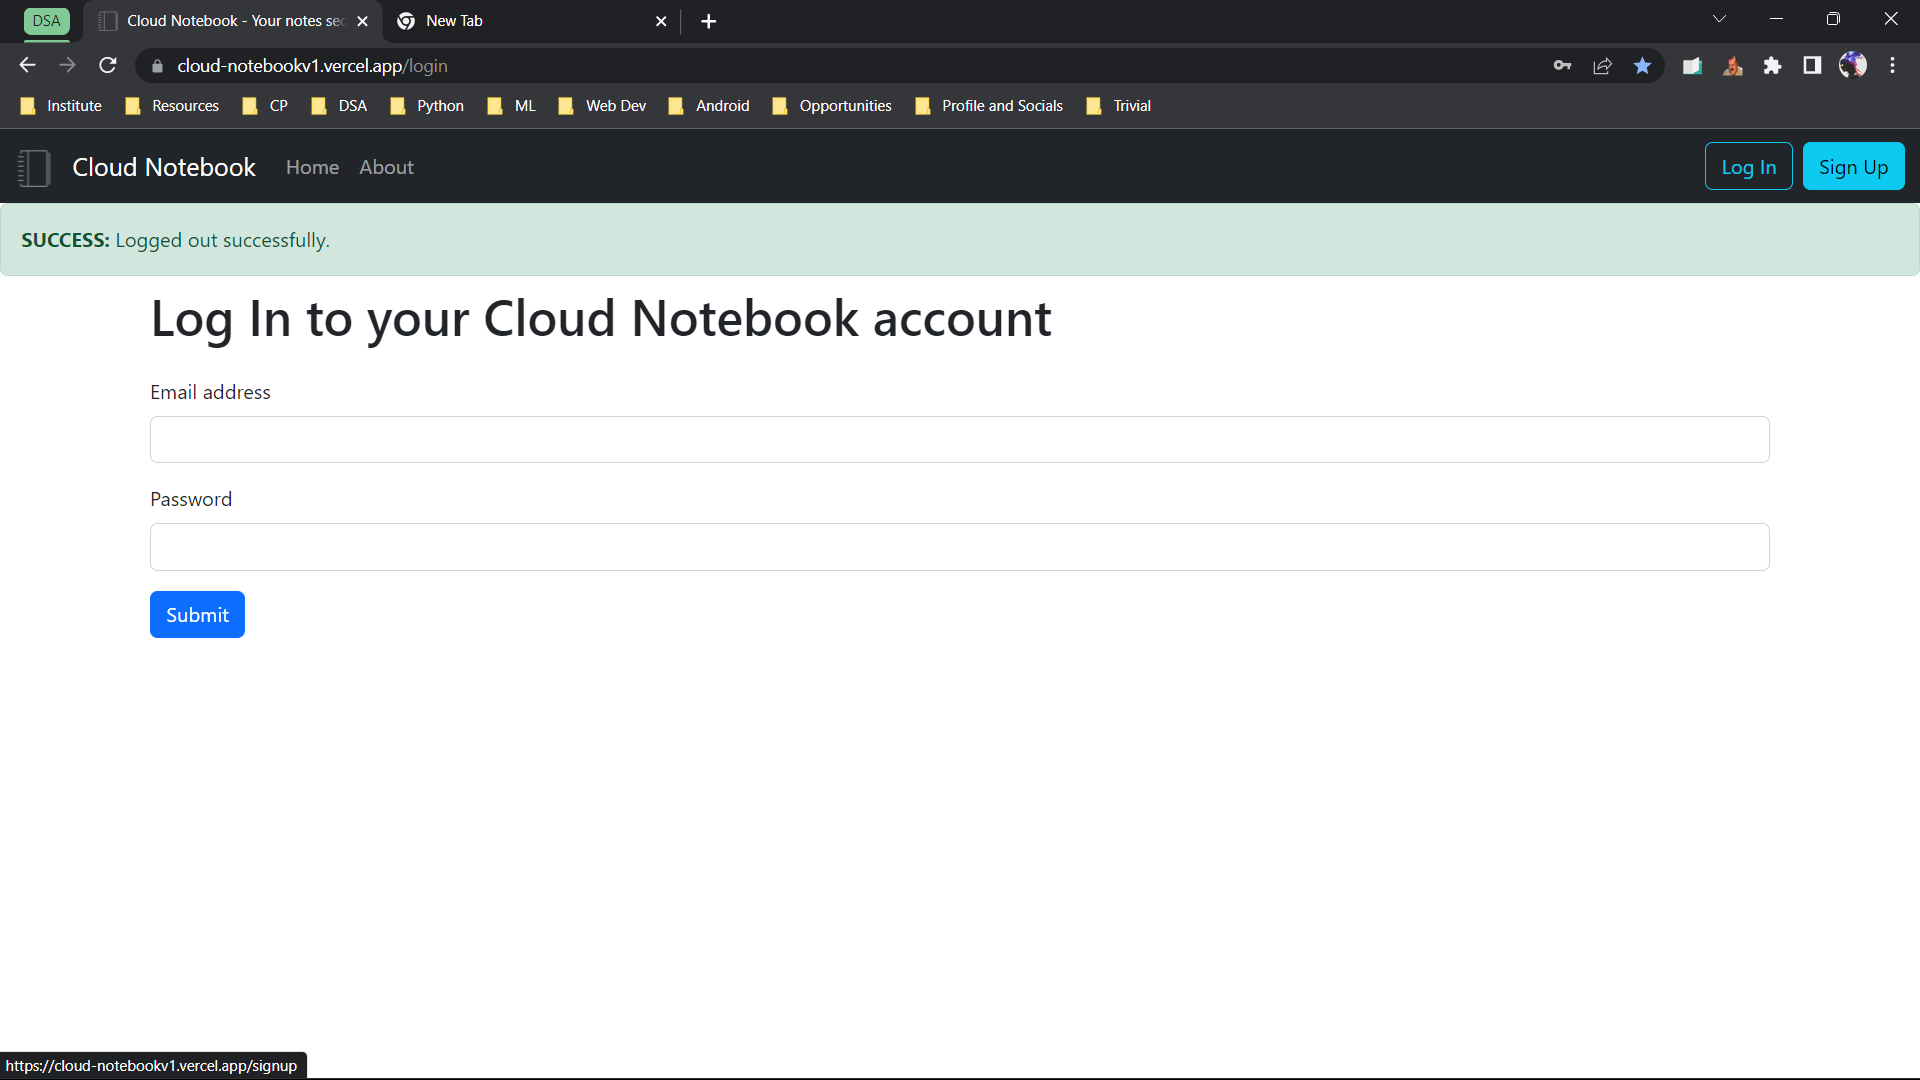 DSA
Cloud Notebook - Your notes sec
New Tab
cloud-notebookv1.vercel.app/login
Institute Resources CP DSA Python ML Web Dev Android Opportunities Profile and Socials Trivial
Cloud Notebook Home About Log In Sign Up
SUCCESS: Logged out successfully.
Log In to your Cloud Notebook account
Email address
Password
Submit
https://cloud-notebookv1.vercel.app/signup